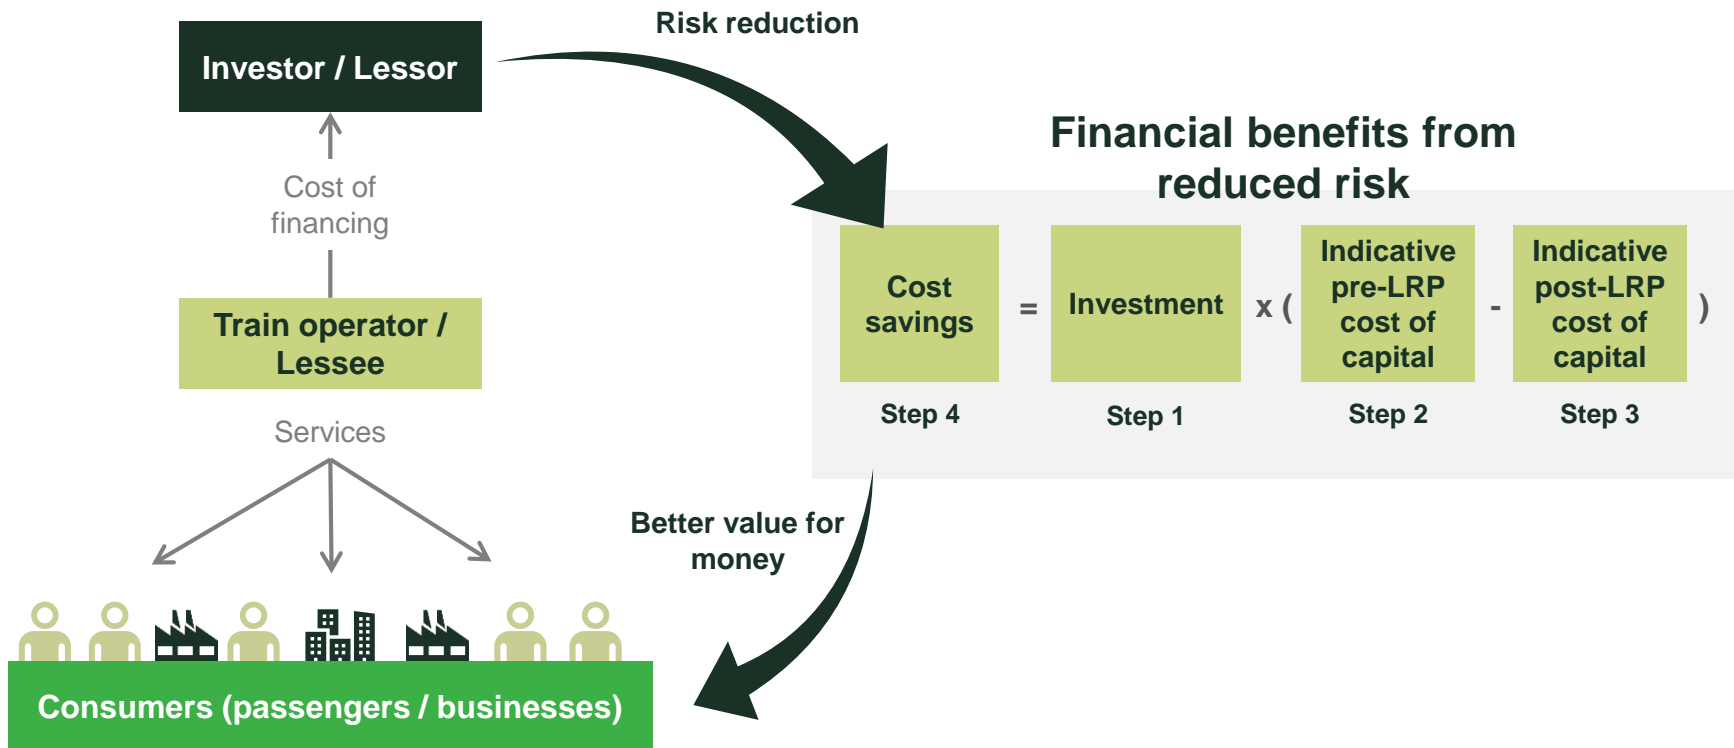 Risk reduction
Investor / Lessor
Cost of
financing
Train operator /
Lessee
Services
Financial benefits from
reduced risk
Cost
savings
=
Investment
x (
Indicative
pre-LRP
cost of
capital
-
Indicative
post-LRP
cost of
capital
)
Step 4
Step 1
Step 2
Step 3
Better value for
money
Consumers (passengers / businesses)